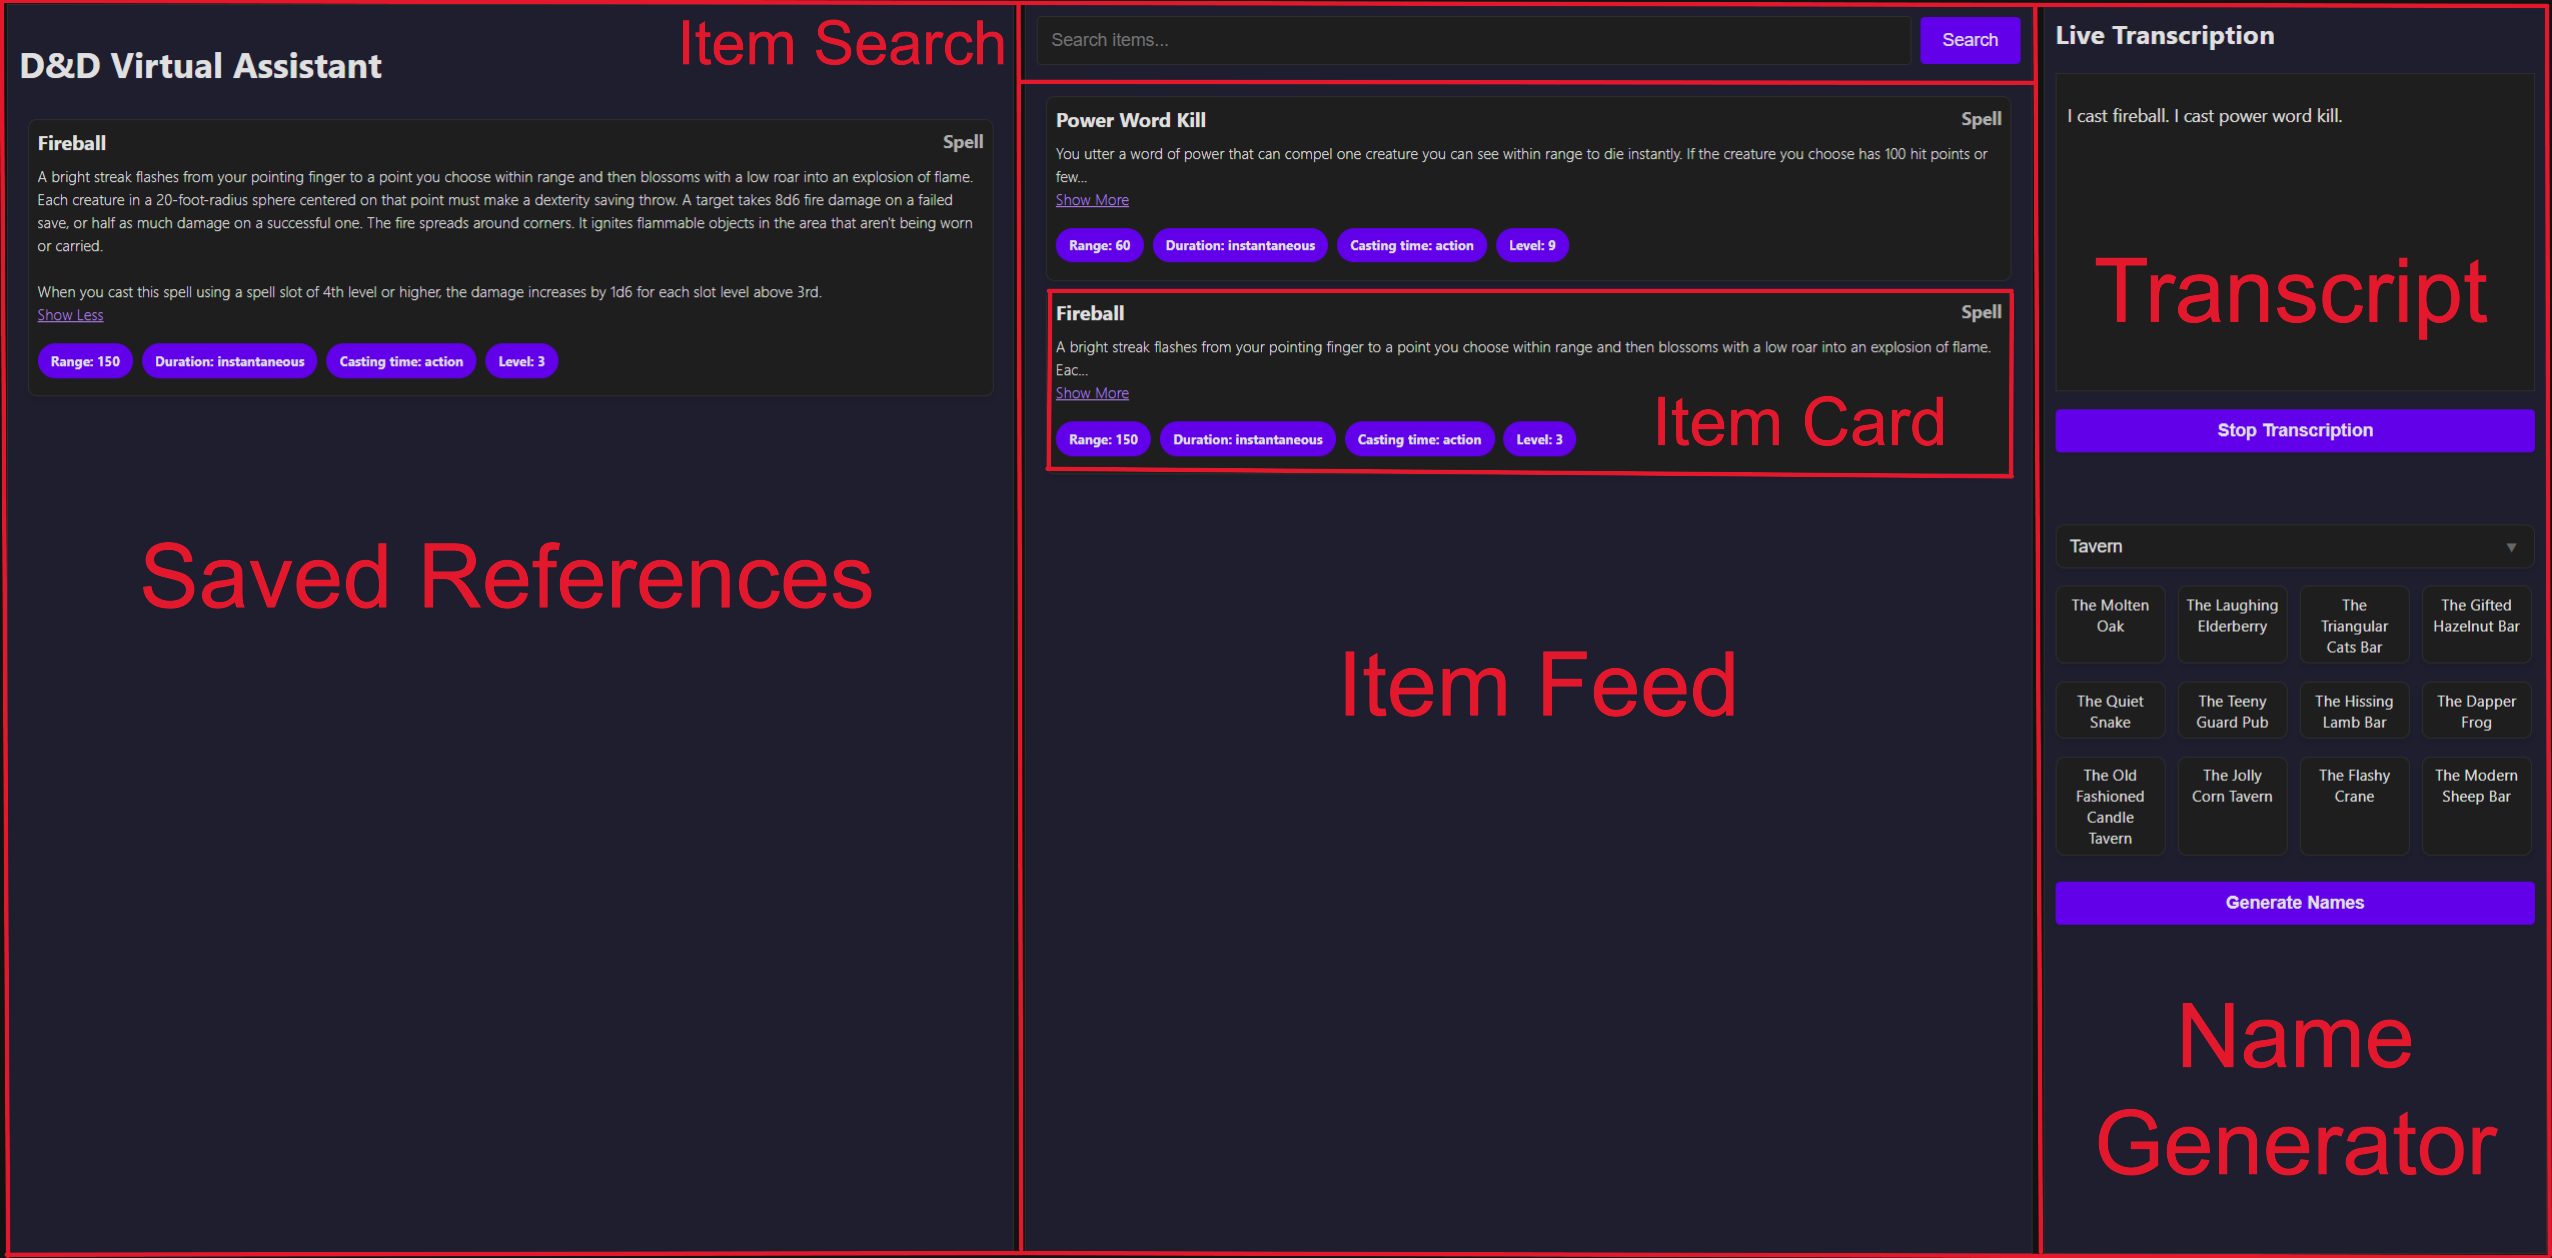 D&D Virtual Assistant
Item Search
Fireball
Spell
A bright streak flashes from your pointing finger to a point you choose within range and then blossoms with a low roar into an explosion of flame.
Each creature in a 20-foot-radius sphere centered on that point must make a dexterity saving throw. A target takes 8d6 fire damage on a failed
save, or half as much damage on a successful one. The fire spreads around corners. It ignites flammable objects in the area that aren't being worn
or carried.
When you cast this spell using a spell slot of 4th level or higher, the damage increases by 1d6 for each slot level above 3rd.
Show Less
Range: 150 Duration: instantaneous Casting time: action Level: 3
Saved References
Search items...
Search
Power Word Kill
Spell
You utter a word of power that can compel one creature you can see within range to die instantly. If the creature you choose has 100 hit points or
few...
Show More
Range: 60 Duration: instantaneous Casting time: action Level: 9
Fireball
Spell
A bright streak flashes from your pointing finger to a point you choose within range and then blossoms with a low roar into an explosion of flame.
Eac...
Show More
Item Card
Range: 150 Duration: instantaneous Casting time: action Level: 3
Item Feed
Live Transcription
I cast fireball. I cast power word kill.
Transcript
Stop Transcription
Tavern
The Molten
Oak
The Laughing
Elderberry
The
Triangular
Cats Bar
The Gifted
Hazelnut Bar
The Quiet
Snake
The Teeny
Guard Pub
The Hissing
Lamb Bar
The Dapper
Frog
The Old
Fashioned
Candle
Tavern
The Jolly
Corn Tavern
The Flashy
Crane
The Modern
Sheep Bar
Generate Names
Name
Generator